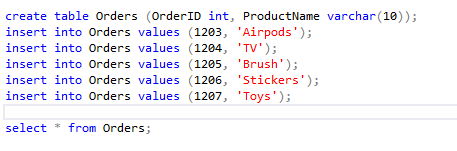 create table Orders (OrderID int, ProductName varchar(10));
insert into Orders values (1203, 'Airpods');
insert into Orders values (1204, 'TV');
insert into Orders values (1205, 'Brush');
insert into Orders values (1206, 'Stickers');
insert into Orders values (1207, 'Toys');
select * from Orders;